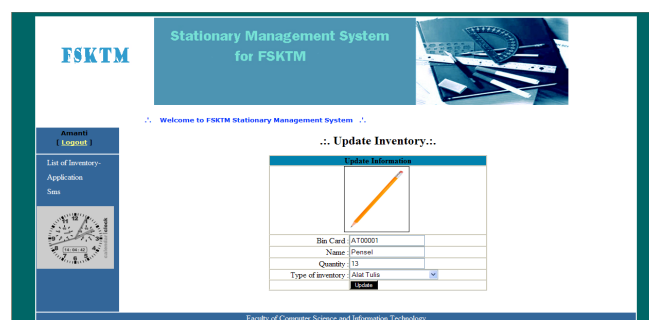 FSKTM
Stationary Management System
for FSKTM
.'. Welcome to FSKTM Stationary Management System .'.
Amanti
[ Logout ]
List of Inventory-
Application
Sms
.:. Update Inventory.:.
Update Information
Bin Card : AT00001
Name : Pensel
Quantity : 13
Type of inventory : Alat Tulis
Update
Faculty of Computer Science and Information Technology